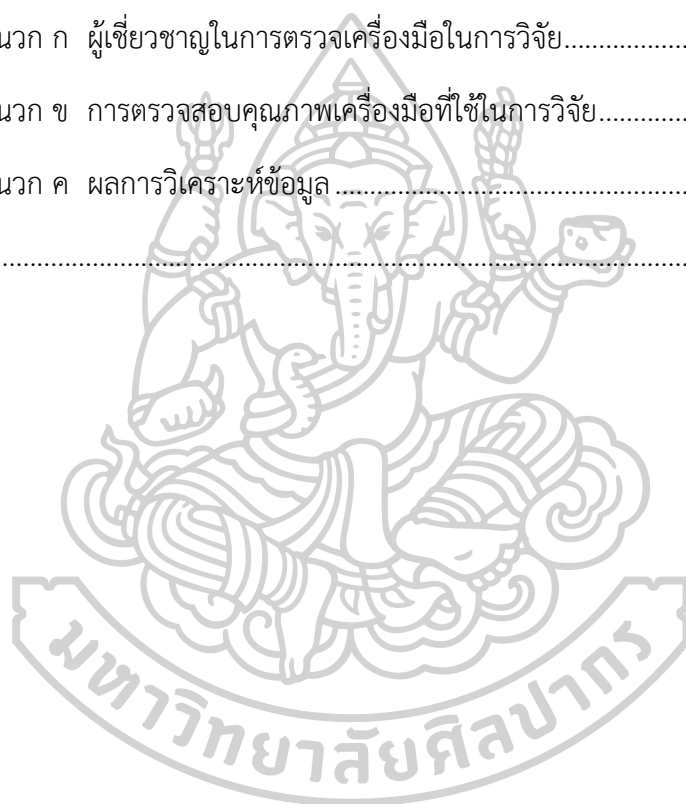 นวก ก ผู้เชี่ยวชาญในการตรวจเครื่องมือในการวิจัย..................
นวก ข การตรวจสอบคุณภาพเครื่องมือที่ใช้ในการวิจัย.............
นวก ค ผลการวิเคราะห์ข้อมูล ....................................................
..................................................................................................
มหาวิทยาลัยศิลปากร